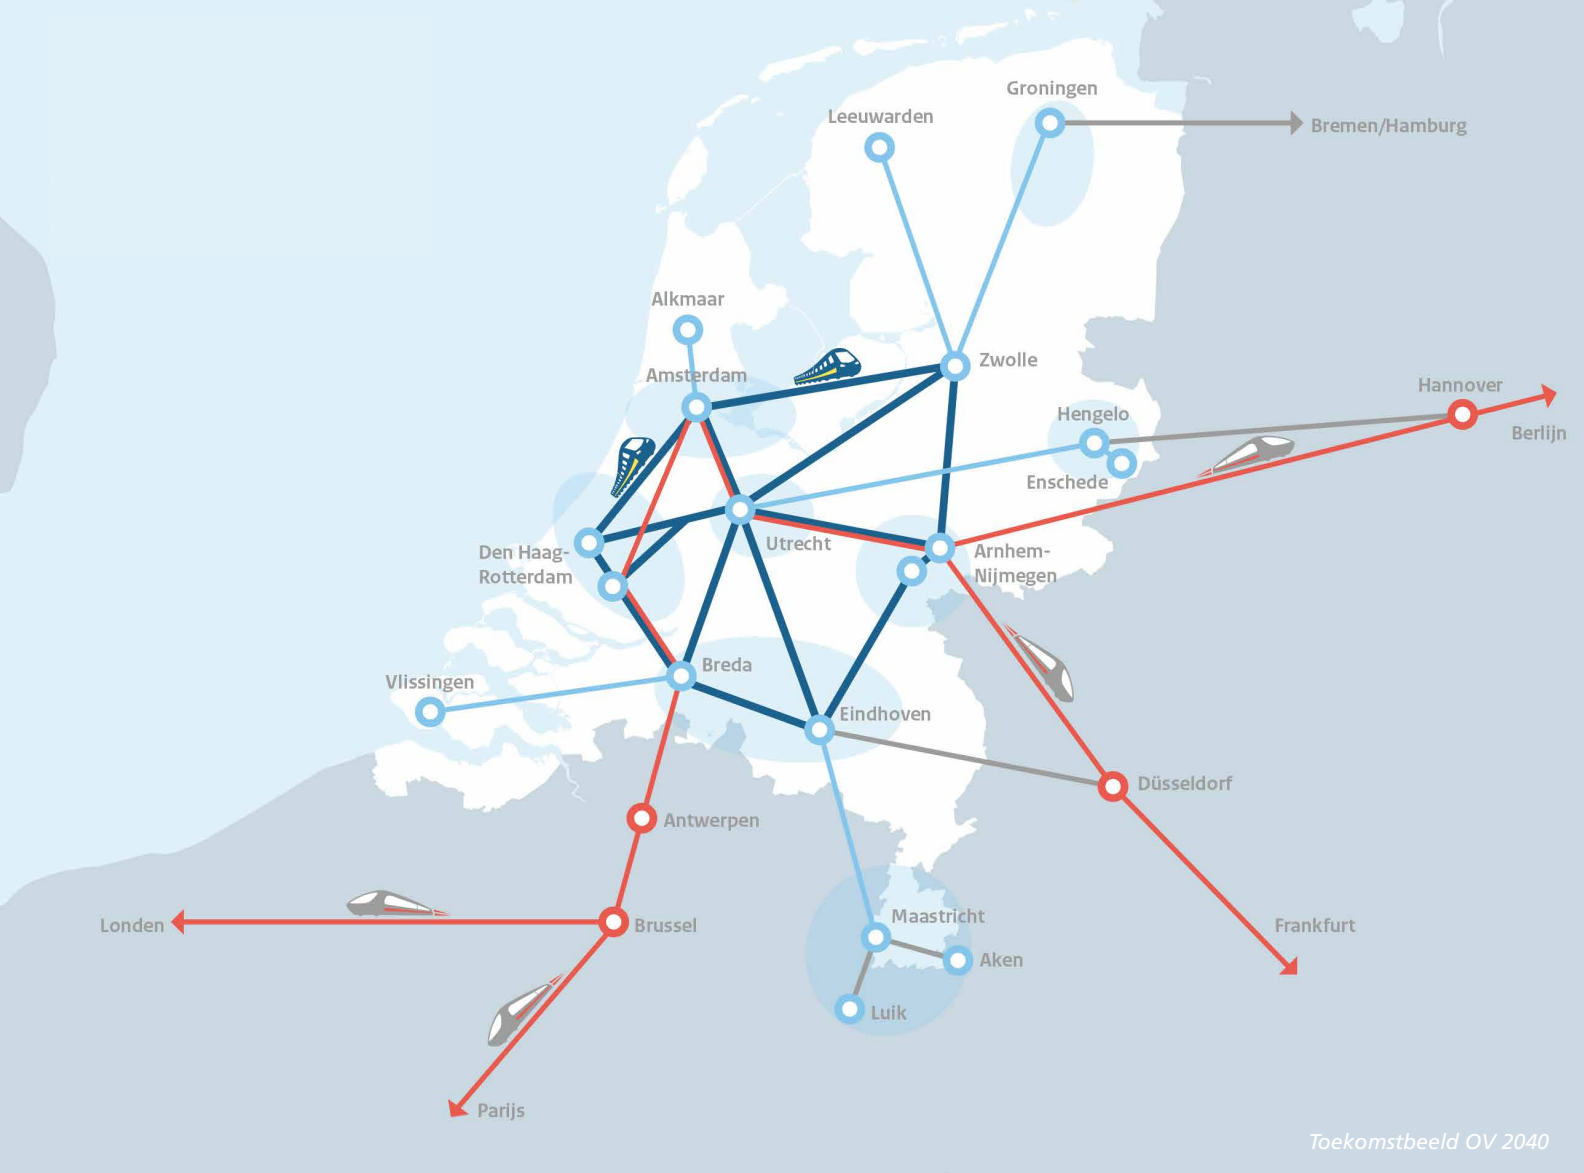 Groningen
Leeuwarden
Bremen/Hamburg
Alkmaar
Amsterdam
Zwolle
Hannover
Hengelo
Berlijn
Enschede
Utrecht
Den Haag-
Rotterdam
Arnhem-
Nijmegen
Breda
Vlissingen
Eindhoven
Düsseldorf
Antwerpen
Maastricht
Londen
Brussel
Frankfurt
Aken
Luik
Parijs
Toekomstbeeld OV 2040